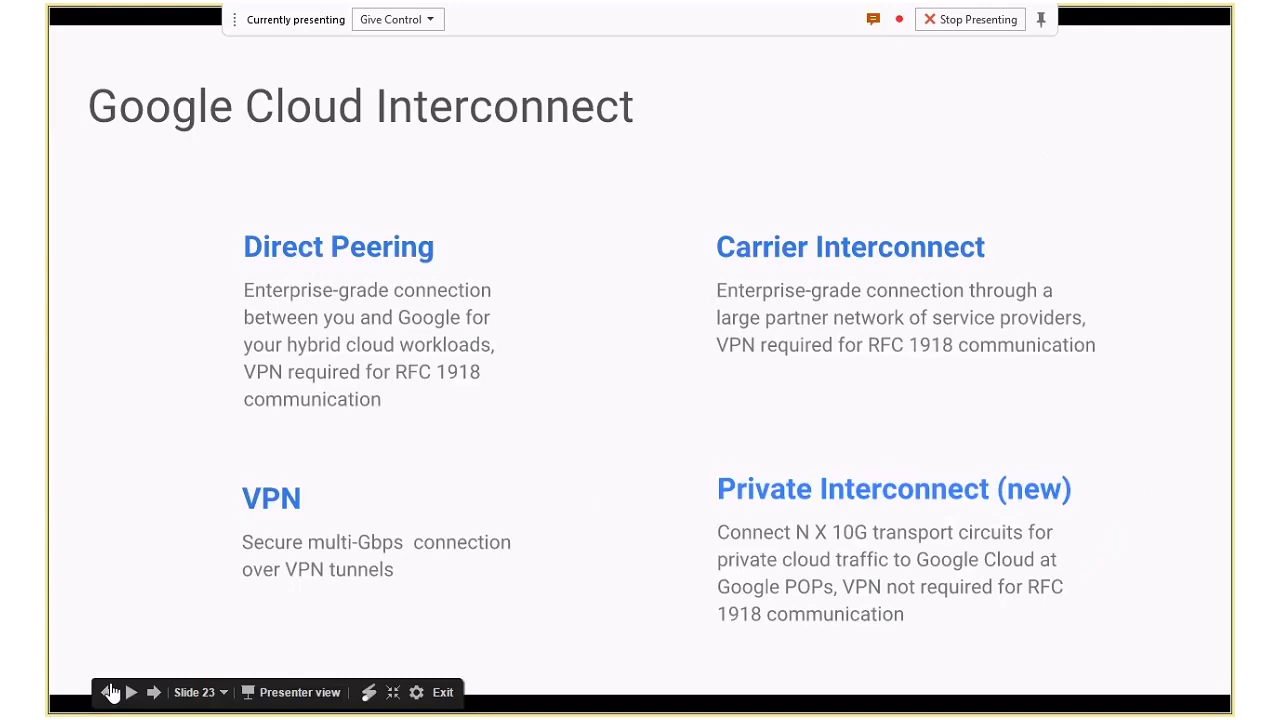 Currently presenting
Give Control
Stop Presenting
Google Cloud Interconnect
Direct Peering
Enterprise-grade connection
between you and Google for
your hybrid cloud workloads,
VPN required for RFC 1918
communication
Carrier Interconnect
Enterprise-grade connection through a
large partner network of service providers,
VPN required for RFC 1918 communication
VPN
Secure multi-Gbps connection
over VPN tunnels
Private Interconnect (new)
Connect N X 10G transport circuits for
private cloud traffic to Google Cloud at
Google POPs, VPN not required for RFC
1918 communication
Slide 23
Presenter view
Exit